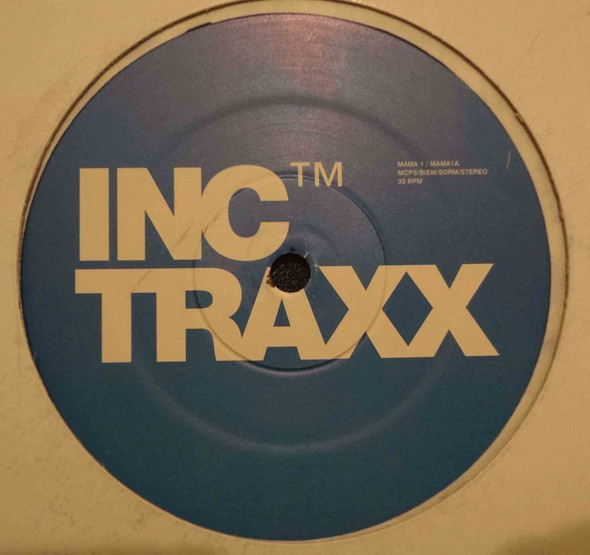 INC™
TRAXX
MAMA 1 / MAMA1A
MCPS/BIEM/SDRM/STEREO
33 RPM